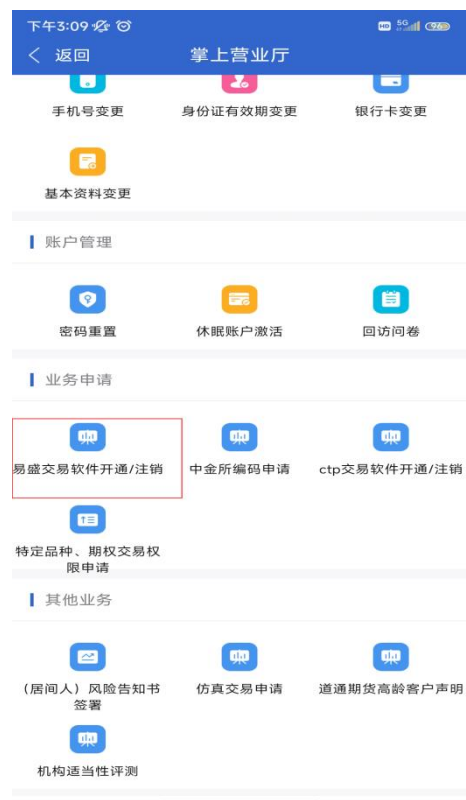 下午3:09
HD 5G 96
返回 掌上营业厅
手机号变更 身份证有效期变更 银行卡变更
基本资料变更
账户管理
密码重置 休眠账户激活 回访问卷
业务申请
易盛交易软件开通/注销 中金所编码申请 ctp交易软件开通/注销
特定品种、期权交易权
限申请
其他业务
(居间人)风险告知书 仿真交易申请 道通期货高龄客户声明
签署
机构适当性评测